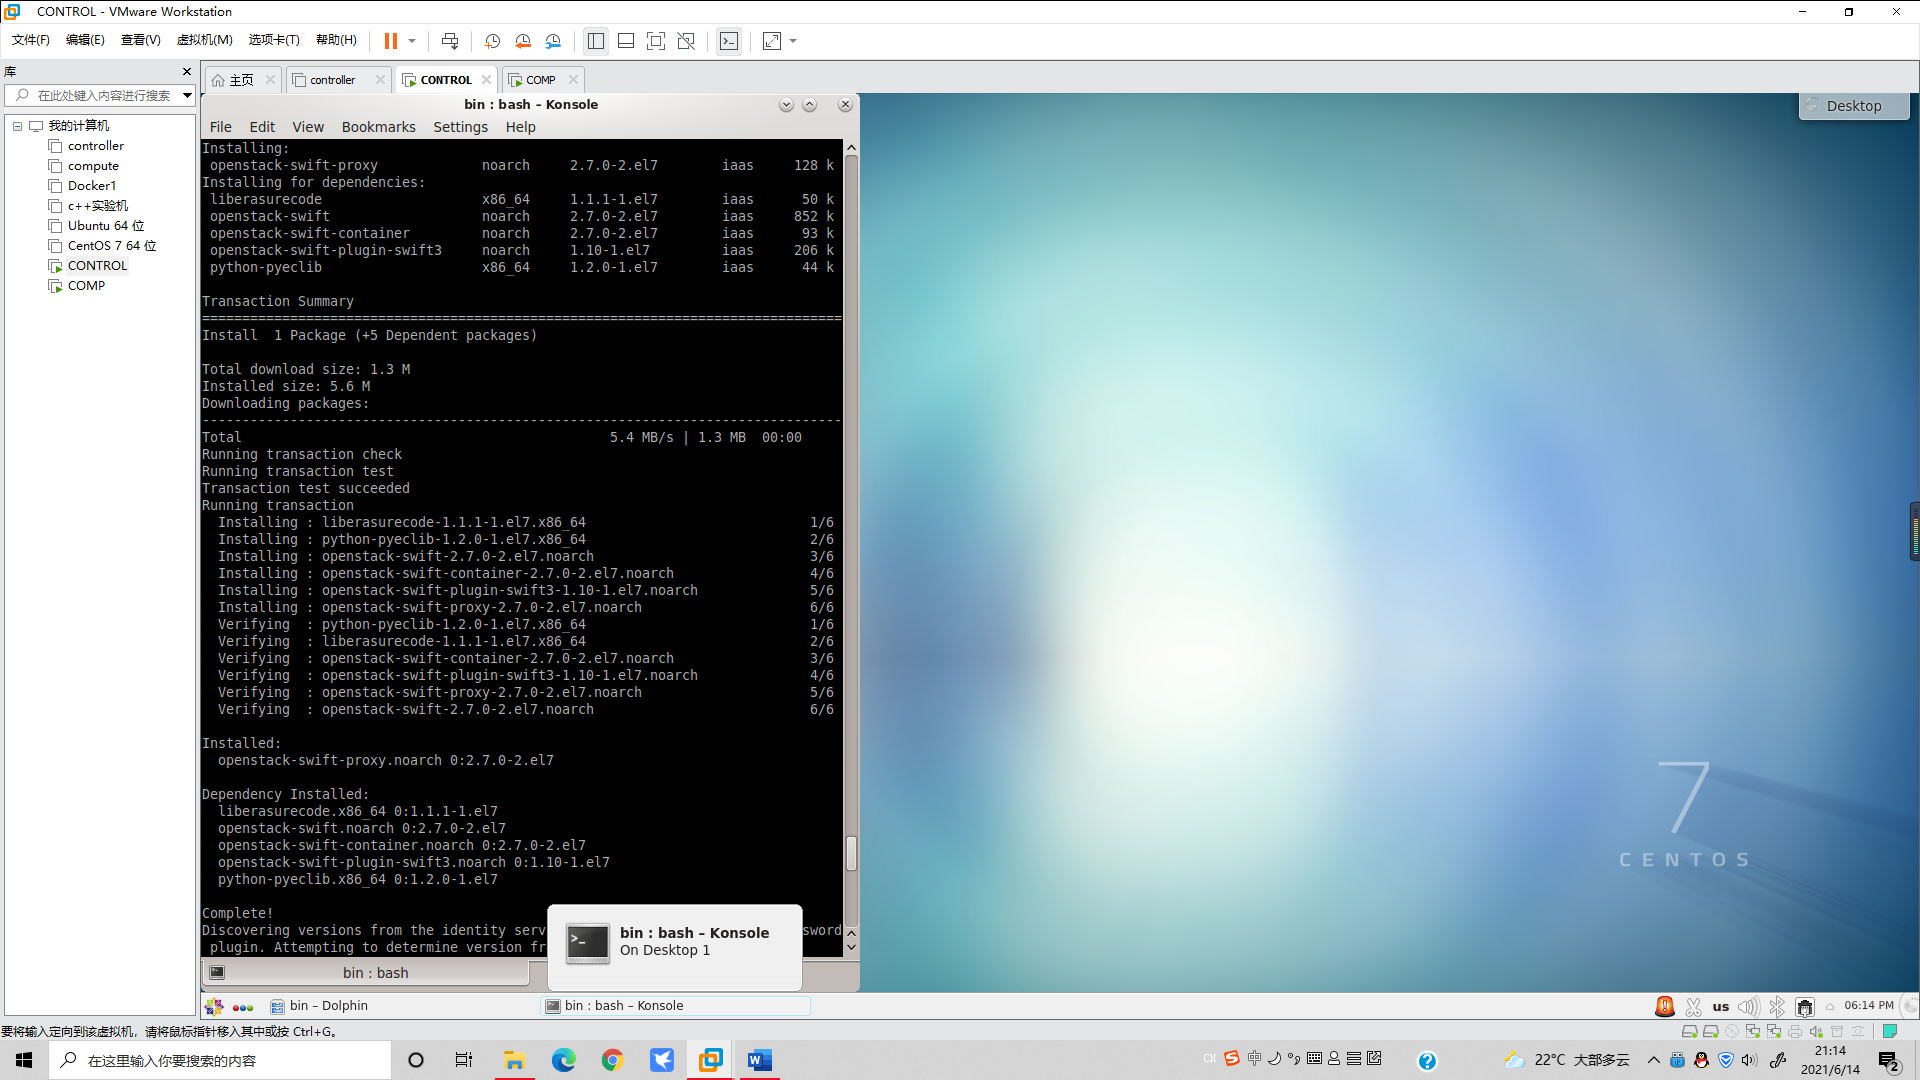 CONTROL - VMware Workstation
文件(F) 编辑(E) 查看(V) 虚拟机(M) 选项卡(T) 帮助(H)
库
在此处键入内容进行搜索
我的计算机
controller
compute
Docker1
c++实验机
Ubuntu 64 位
CentOS 7 64 位
CONTROL
COMP
主页 controller CONTROL COMP
bin : bash – Konsole
File Edit View Bookmarks Settings Help
Installing:
openstack-swift-proxy noarch 2.7.0-2.el7 iaas 128 k
Installing for dependencies:
liberasurecode x86_64 1.1.1-1.el7 iaas 50 k
openstack-swift noarch 2.7.0-2.el7 iaas 852 k
openstack-swift-container noarch 2.7.0-2.el7 iaas 93 k
openstack-swift-plugin-swift3 noarch 1.10-1.el7 iaas 206 k
python-pyeclib x86_64 1.2.0-1.el7 iaas 44 k
Transaction Summary
================================================================================
Install 1 Package (+5 Dependent packages)
Total download size: 1.3 M
Installed size: 5.6 M
Downloading packages:
--------------------------------------------------------------------------------
Total 5.4 MB/s | 1.3 MB 00:00
Running transaction check
Running transaction test
Transaction test succeeded
Running transaction
Installing : liberasurecode-1.1.1-1.el7.x86_64 1/6
Installing : python-pyeclib-1.2.0-1.el7.x86_64 2/6
Installing : openstack-swift-2.7.0-2.el7.noarch 3/6
Installing : openstack-swift-container-2.7.0-2.el7.noarch 4/6
Installing : openstack-swift-plugin-swift3-1.10-1.el7.noarch 5/6
Installing : openstack-swift-proxy-2.7.0-2.el7.noarch 6/6
Verifying : python-pyeclib-1.2.0-1.el7.x86_64 1/6
Verifying : liberasurecode-1.1.1-1.el7.x86_64 2/6
Verifying : openstack-swift-container-2.7.0-2.el7.noarch 3/6
Verifying : openstack-swift-plugin-swift3-1.10-1.el7.noarch 4/6
Verifying : openstack-swift-proxy-2.7.0-2.el7.noarch 5/6
Verifying : openstack-swift-2.7.0-2.el7.noarch 6/6
Installed:
openstack-swift-proxy.noarch 0:2.7.0-2.el7
Dependency Installed:
liberasurecode.x86_64 0:1.1.1-1.el7
openstack-swift.noarch 0:2.7.0-2.el7
openstack-swift-container.noarch 0:2.7.0-2.el7
openstack-swift-plugin-swift3.noarch 0:1.10-1.el7
python-pyeclib.x86_64 0:1.2.0-1.el7
Complete!
Discovering versions from the identity serv sword
plugin. Attempting to determine version fr
bin : bash – Konsole
On Desktop 1
bin : bash
Desktop
7
CENTOS
bin – Dolphin bin : bash – Konsole us 06:14 PM
要将输入定向到该虚拟机，请将鼠标指针移入其中或按 Ctrl+G。
在这里输入你要搜索的内容
CH 中
22°C 大部多云
21:14
2021/6/14
2